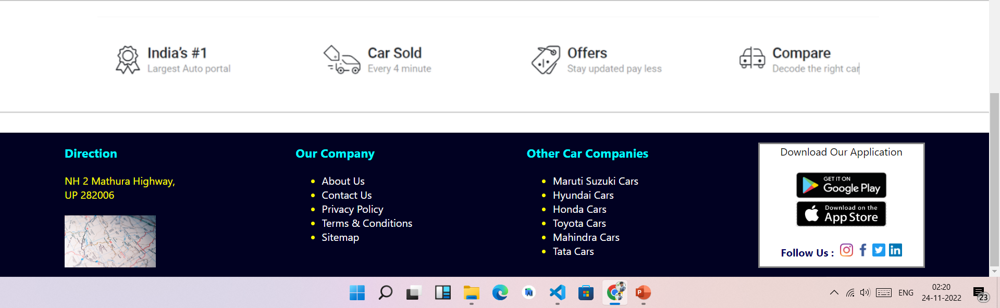 India's #1
Largest Auto portal
Car Sold
Every 4 minute
Offers
Stay updated pay less
Compare
Decode the right car
Direction
NH 2 Mathura Highway,
UP 282006
Our Company
About Us
Contact Us
Privacy Policy
Terms & Conditions
Sitemap
Other Car Companies
Maruti Suzuki Cars
Hyundai Cars
Honda Cars
Toyota Cars
Mahindra Cars
Tata Cars
Download Our Application
GET IT ON
Google Play
Download on the
App Store
Follow Us :
ENG
02:20
24-11-2022
23